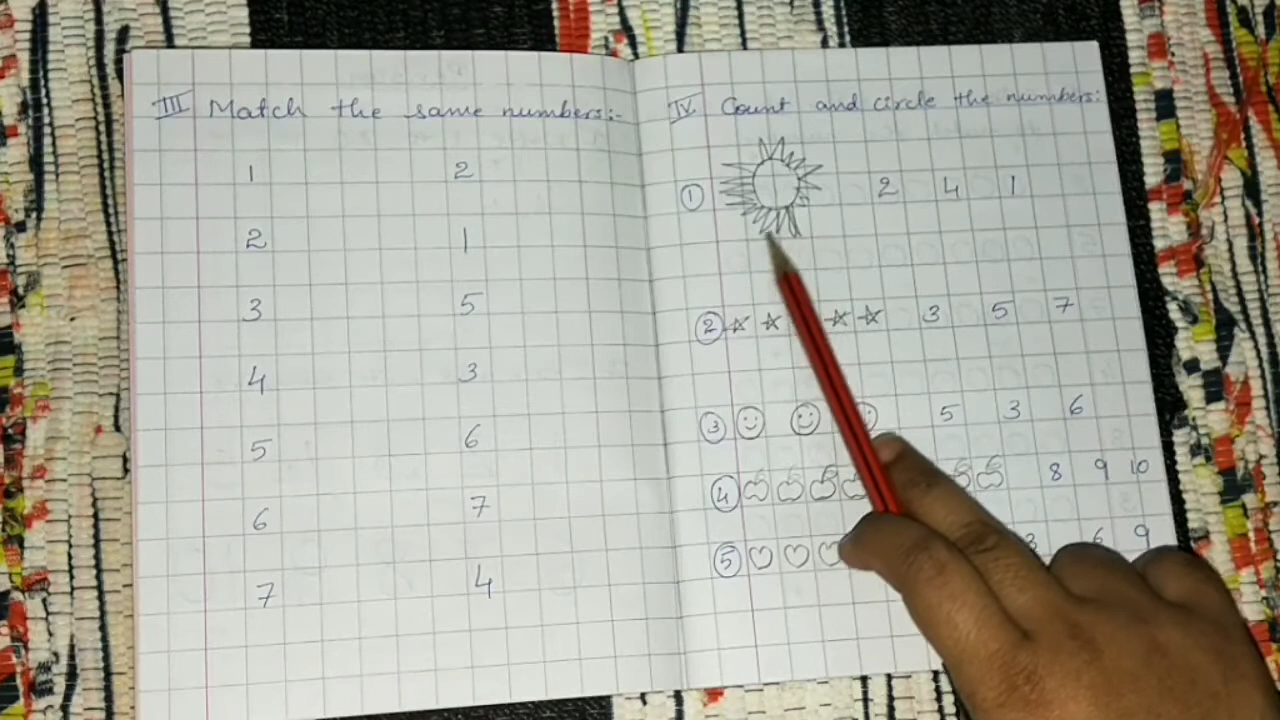 III Match the same numbers:-
1 2
2 1
3 5
4 3
5 6
6 7
7 4
IV. Count and circle the numbers:
1 2 4 1
2 3 5 7
3 5 3 6
4 8 9 10
5 3 6 9